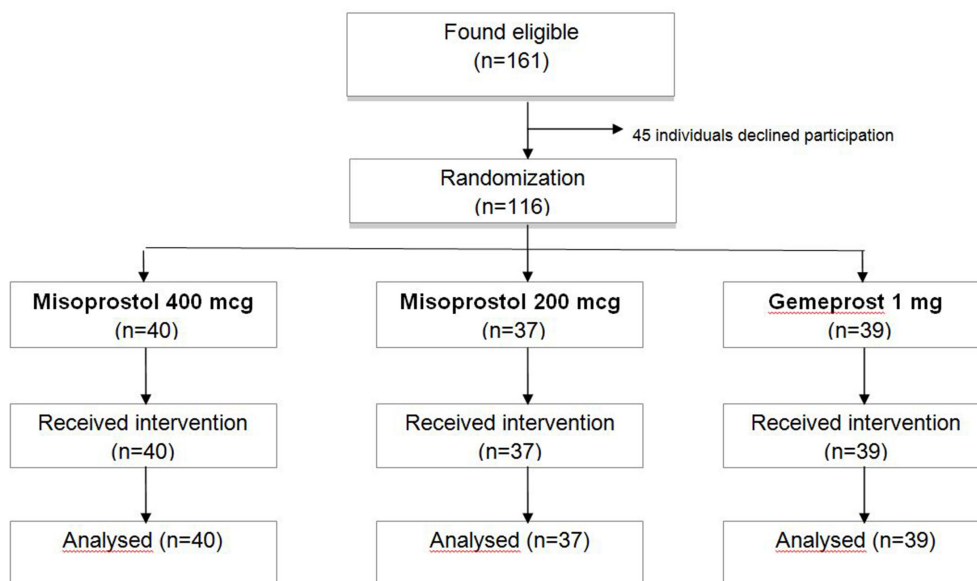 Found eligible
(n=161)
45 individuals declined participation
Randomization
(n=116)
Misoprostol 400 mcg
(n=40)
Misoprostol 200 mcg
(n=37)
Gemeprost 1 mg
(n=39)
Received intervention
(n=40)
Received intervention
(n=37)
Received intervention
(n=39)
Analysed (n=40)
Analysed (n=37)
Analysed (n=39)